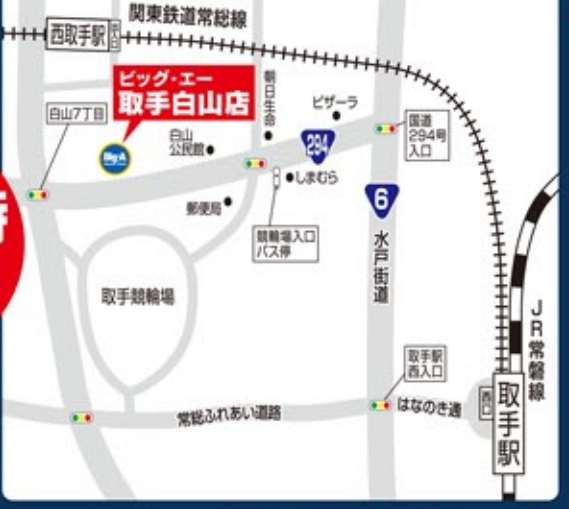 関東鉄道常総線
西取手駅
ビッグ・エー
取手白山店
朝日生命
ピザーラ
白山7丁目
国道
294号
入口
白山
公民館
294
Big-A
しまむら
6
郵便局
競輪場入口
バス停
水戸街道
取手競輪場
JR常磐線
取手駅
西入口
西口
取手駅
はなのき通
常総ふれあい道路